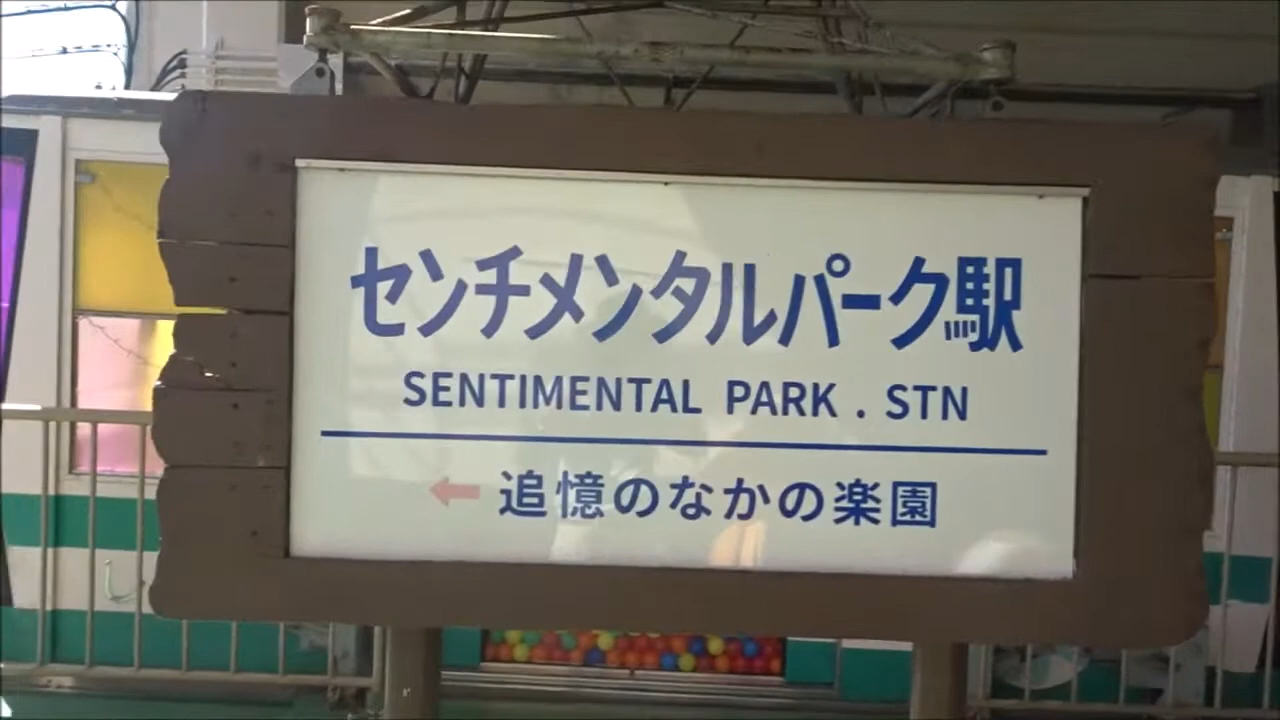 センチメンタルパーク駅
SENTIMENTAL PARK . STN
← 追憶のなかの楽園